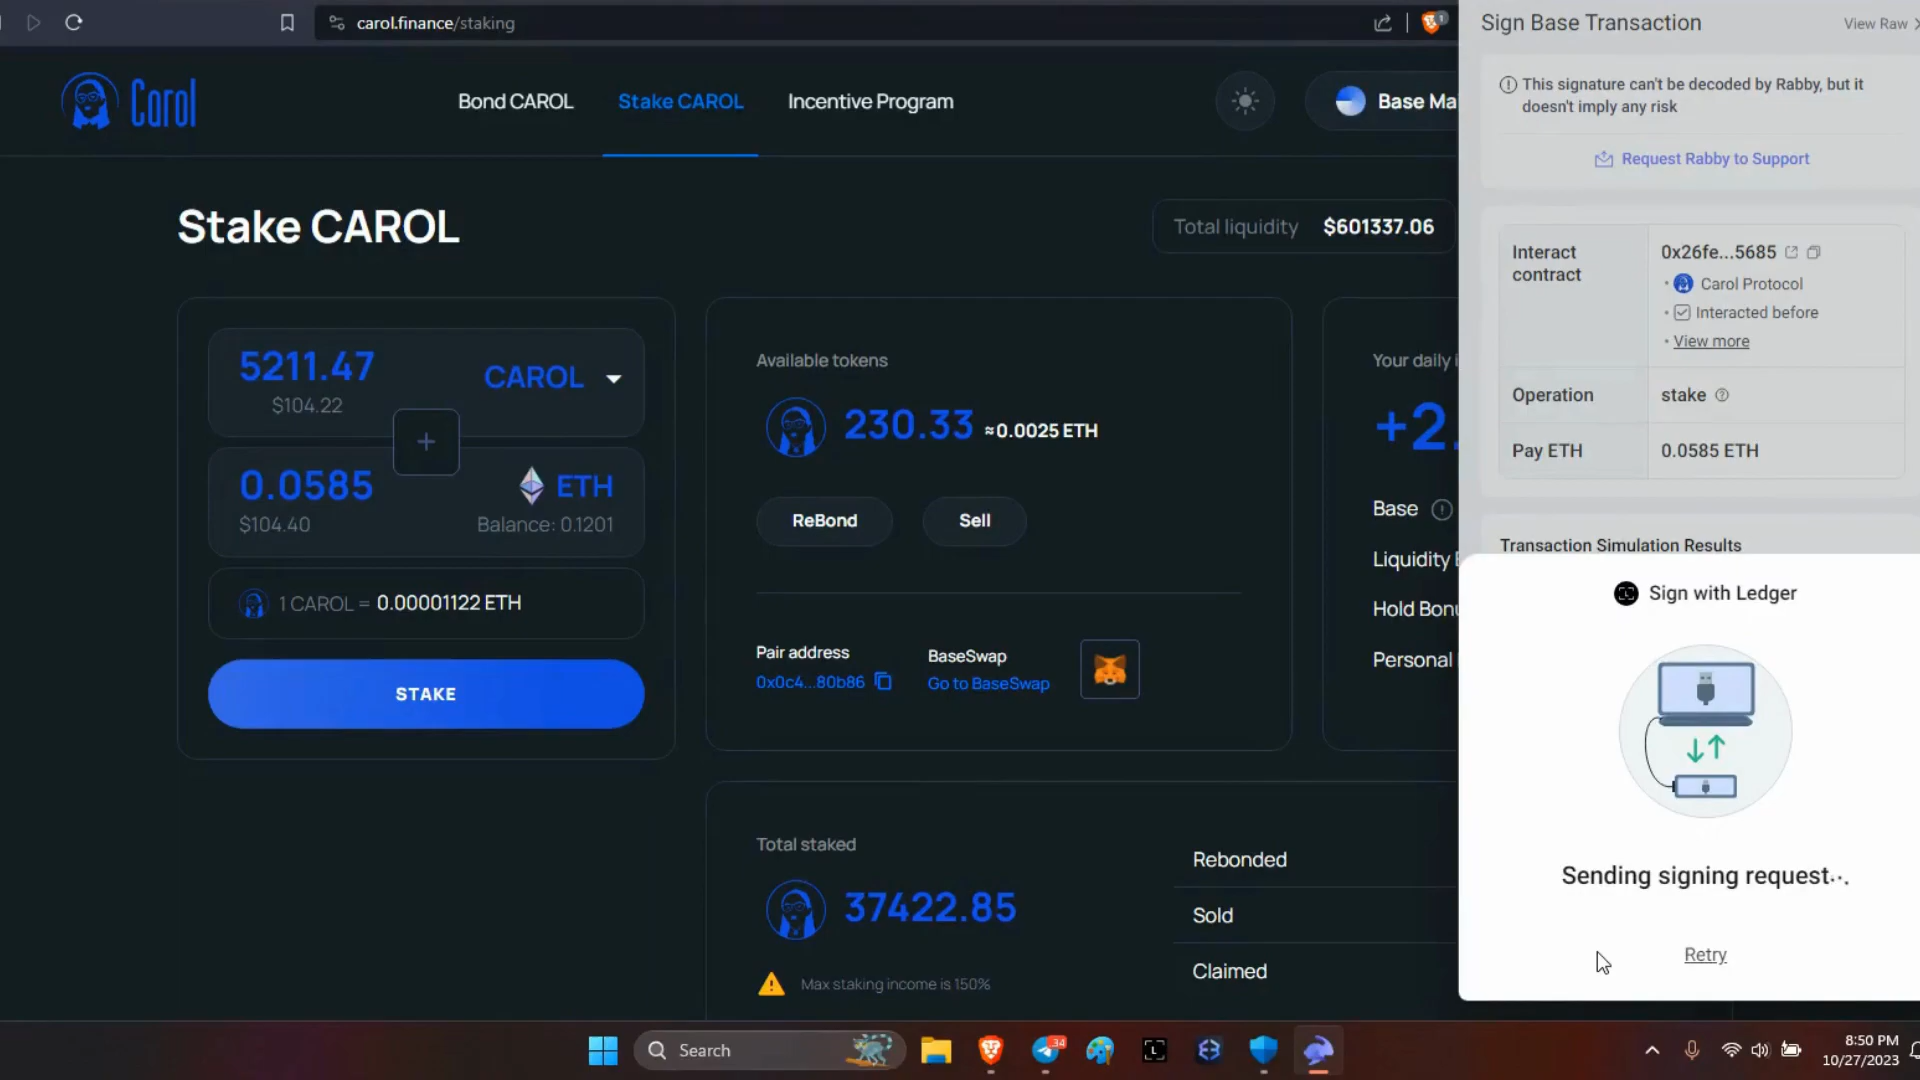 carol.finance/staking
1
Carol
Bond CAROL
Stake CAROL
Incentive Program
Base Ma
Stake CAROL
Total liquidity $601337.06
5211.47
$104.22
CAROL
+
0.0585
$104.40
ETH
Balance: 0.1201
1 CAROL = 0.00001122 ETH
STAKE
Available tokens
230.33 ≈0.0025 ETH
ReBond
Sell
Pair address
0x0c4...80b86
BaseSwap
Go to BaseSwap
Your daily
+2.
Base
Liquidity
Hold Bon
Personal
Total staked
37422.85
Max staking income is 150%
Rebonded
Sold
Claimed
Sign Base Transaction
View Raw
This signature can't be decoded by Rabby, but it
doesn't imply any risk
Request Rabby to Support
Interact
contract
0x26fe...5685
Carol Protocol
Interacted before
View more
Operation
stake
Pay ETH
0.0585 ETH
Transaction Simulation Results
Sign with Ledger
Sending signing request...
Retry
Search
34
L
8:50 PM
10/27/2023